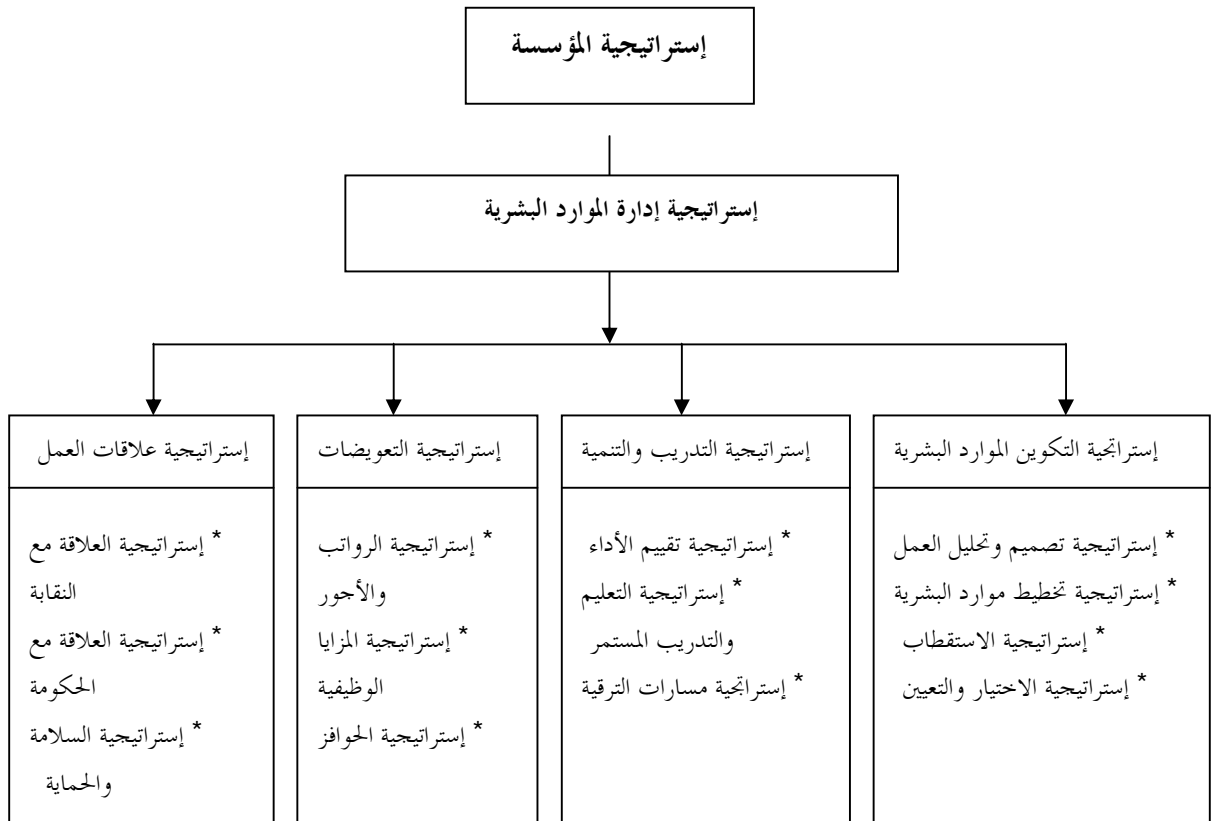 إستراتيجية المؤسسة
إستراتيجية إدارة الموارد البشرية
إستراتجية التكوين الموارد البشرية
* إستراتيجية تصميم وتحليل العمل
* إستراتيجية تخطيط موارد البشرية
* إستراتيجية الاستقطاب
* إستراتيجية الاختيار والتعيين
إستراتيجية التدريب والتنمية
* إستراتيجية تقييم الأداء
* إستراتيجية التعليم
والتدريب المستمر
* إستراتجية مسارات الترقية
إستراتيجية التعويضات
* إستراتيجية الرواتب
والأجور
* إستراتيجية المزايا
الوظيفية
* إستراتيجية الحوافز
إستراتيجية علاقات العمل
* إستراتيجية العلاقة مع
النقابة
* إستراتيجية العلاقة مع
الحكومة
* إستراتيجية السلامة
والحماية